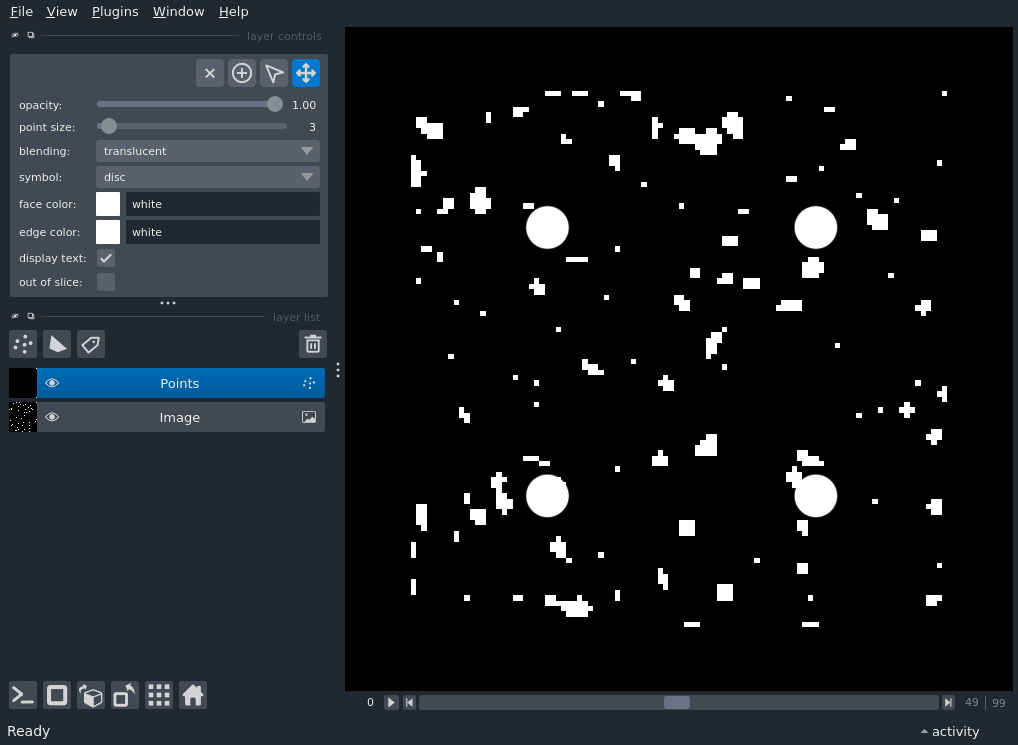 File View Plugins Window Help
layer controls
opacity: 1.00
point size: 3
blending: translucent
symbol: disc
face color: white
edge color: white
display text:
out of slice:
layer list
Points
Image
0 49 | 99
Ready activity